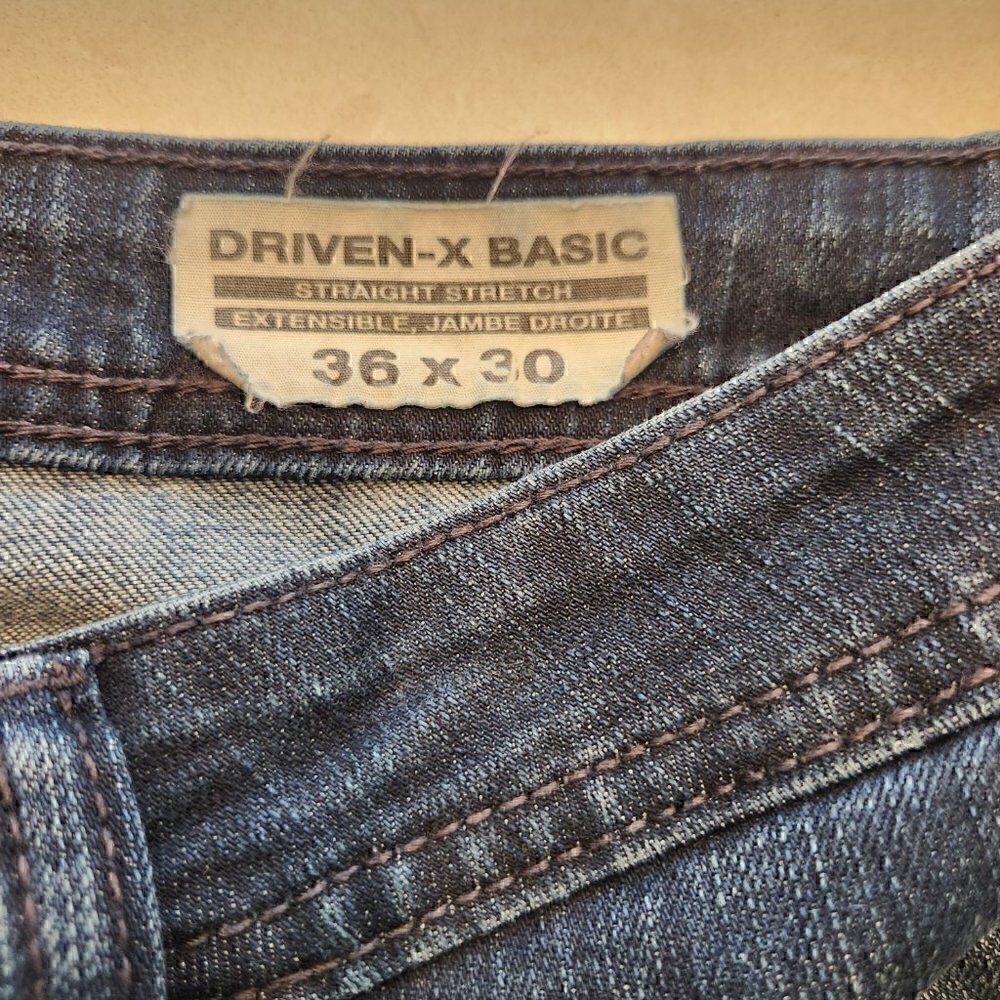 DRIVEN-X BASIC
STRAIGHT STRETCH
EXTENSIBLE, JAMBE DROITE
36 x 30